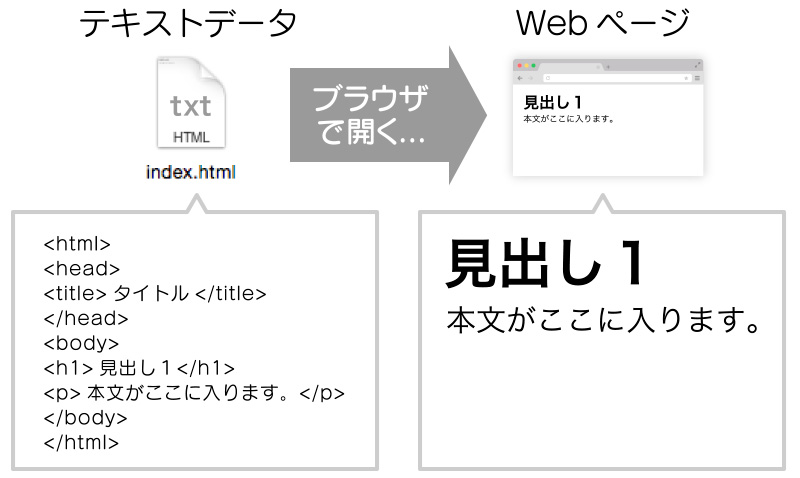 テキストデータ
Webページ
txt
HTML
index.html
ブラウザ
で開く...
見出し1
本文がここに入ります。
<html>
<head>
<title> タイトル </title>
</head>
<body>
<h1> 見出し1</h1>
<p> 本文がここに入ります。</p>
</body>
</html>
見出し1
本文がここに入ります。